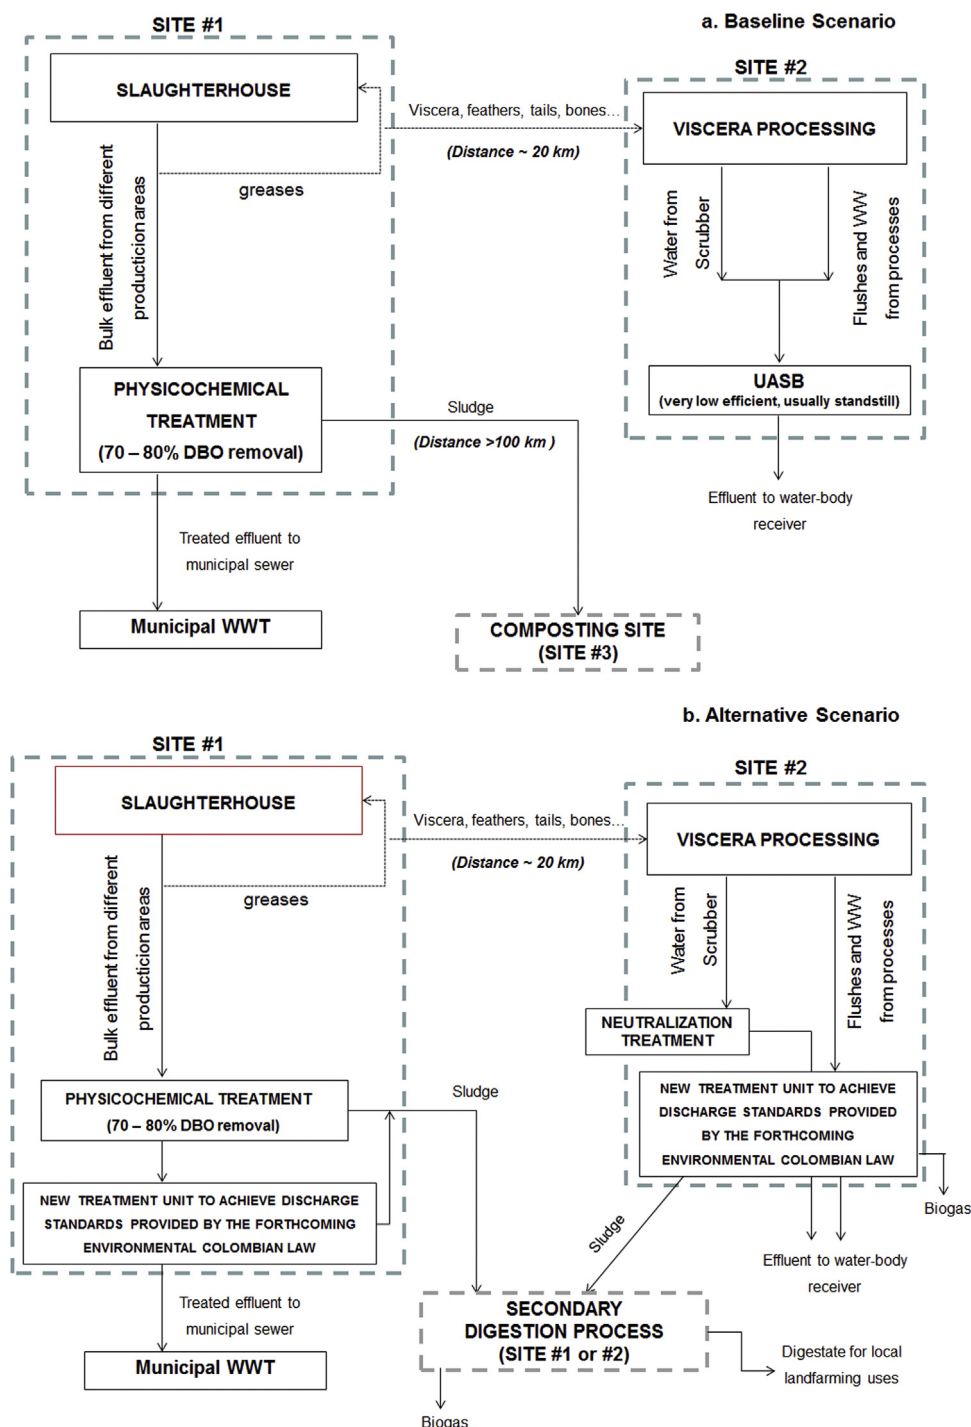 a. Baseline Scenario
SITE #1
SLAUGHTERHOUSE
greases
Bulk effluent from different
producticion areas
PHYSICOCHEMICAL
TREATMENT
(70 – 80% DBO removal)
Treated effluent to
municipal sewer
Municipal WWT
Viscera, feathers, tails, bones...
(Distance ~ 20 km)
Sludge
(Distance >100 km )
COMPOSTING SITE
(SITE #3)
SITE #2
VISCERA PROCESSING
Water from
Scrubber
Flushes and WW
from processes
UASB
(very low efficient, usually standstill)
Effluent to water-body
receiver
b. Alternative Scenario
SITE #1
SLAUGHTERHOUSE
greases
Bulk effluent from different
producticion areas
PHYSICOCHEMICAL TREATMENT
(70 – 80% DBO removal)
NEW TREATMENT UNIT TO ACHIEVE DISCHARGE
STANDARDS PROVIDED BY THE FORTHCOMING
ENVIRONMENTAL COLOMBIAN LAW
Treated effluent to
municipal sewer
Municipal WWT
Viscera, feathers, tails, bones...
(Distance ~ 20 km)
Sludge
SITE #2
VISCERA PROCESSING
Water from
Scrubber
Flushes and WW
from processes
NEUTRALIZATION
TREATMENT
NEW TREATMENT UNIT TO ACHIEVE
DISCHARGE STANDARDS PROVIDED
BY THE FORTHCOMING
ENVIRONMENTAL COLOMBIAN LAW
Biogas
Sludge
Effluent to water-body
receiver
SECONDARY
DIGESTION PROCESS
(SITE #1 or #2)
Digestate for local
landfarming uses
Biogas